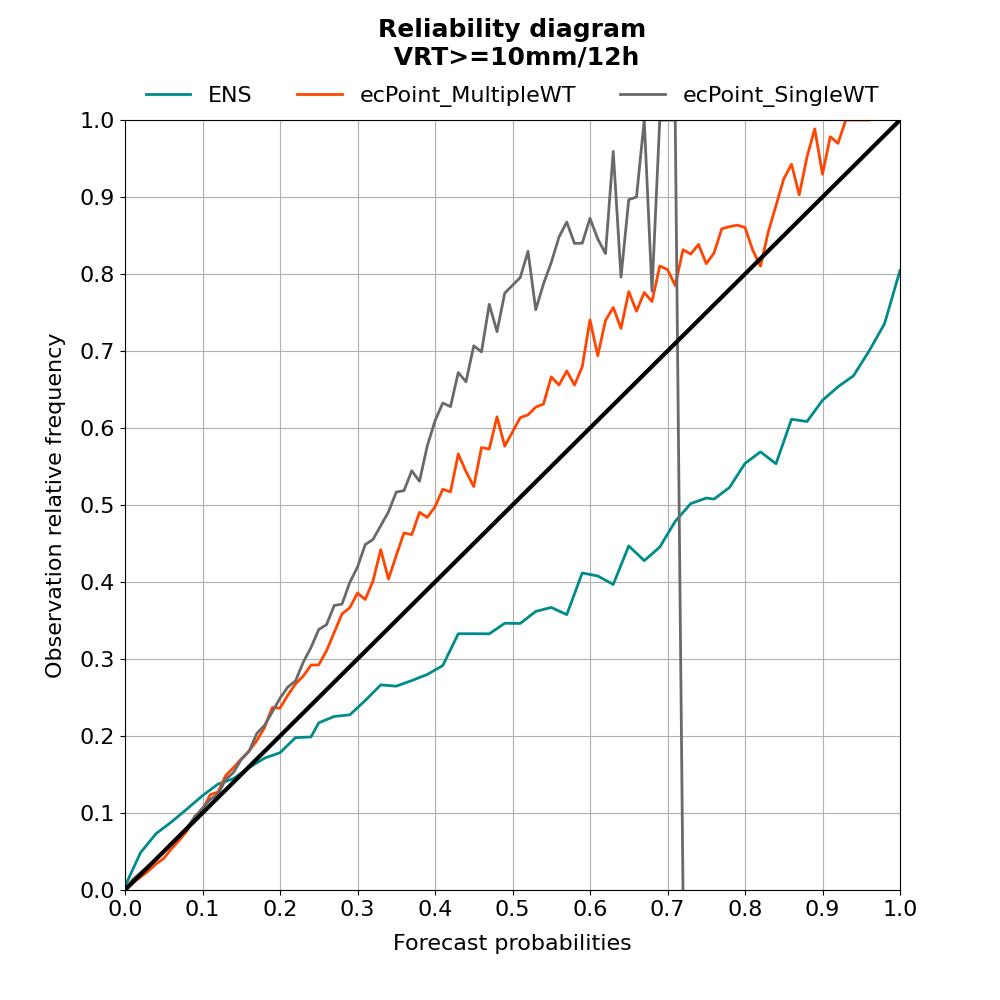 Reliability diagram
VRT>=10mm/12h
ENS ecPoint_MultipleWT ecPoint_SingleWT
1.0
0.9
0.8
0.7
0.6
0.5
0.4
0.3
0.2
0.1
0.0
Observation relative frequency
0.0 0.1 0.2 0.3 0.4 0.5 0.6 0.7 0.8 0.9 1.0
Forecast probabilities